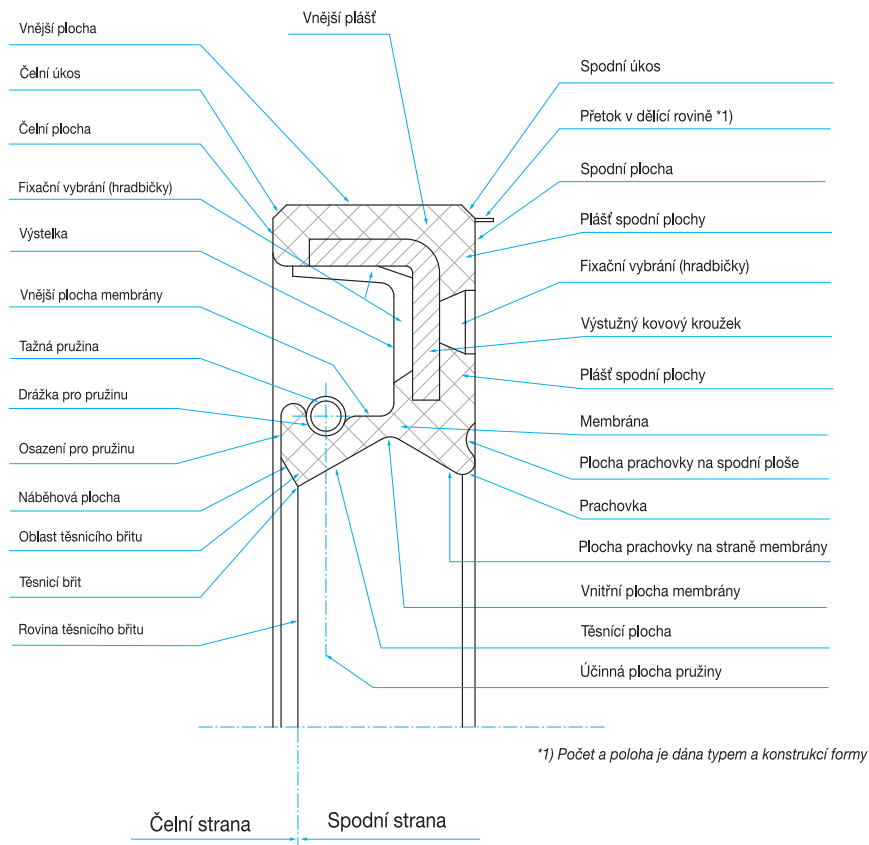 Vnější plášť
Vnější plocha
Čelní úkos
Čelní plocha
Fixační vybrání (hradbičky)
Výstelka
Vnější plocha membrány
Tažná pružina
Drážka pro pružinu
Osazení pro pružinu
Náběhová plocha
Oblast těsnicího břitu
Těsnicí břit
Rovina těsnicího břitu
Spodní úkos
Přetok v dělící rovině *1)
Spodní plocha
Plášť spodní plochy
Fixační vybrání (hradbičky)
Výstužný kovový kroužek
Plášť spodní plochy
Membrána
Plocha prachovky na spodní ploše
Prachovka
Plocha prachovky na straně membrány
Vnitřní plocha membrány
Těsnící plocha
Účinná plocha pružiny
*1) Počet a poloha je dána typem a konstrukcí formy
Čelní strana
Spodní strana